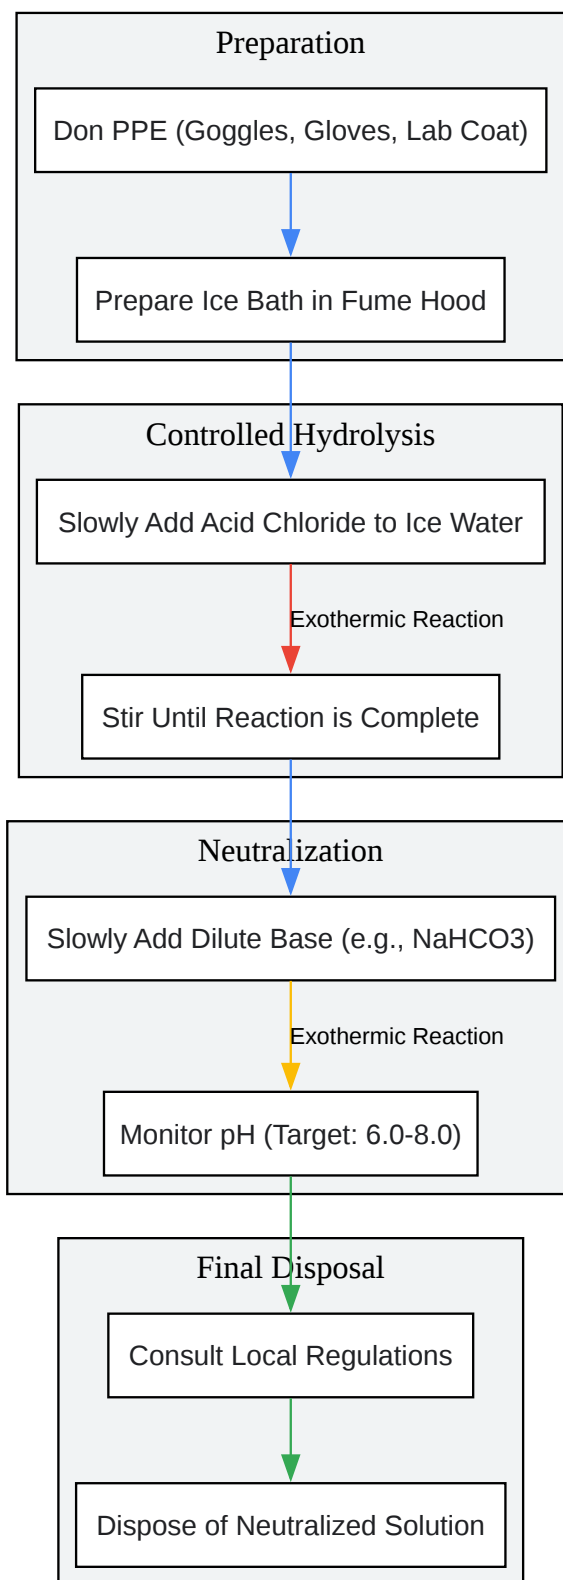 Preparation
Don PPE (Goggles, Gloves, Lab Coat)
Prepare Ice Bath in Fume Hood
Controlled Hydrolysis
Slowly Add Acid Chloride to Ice Water
Exothermic Reaction
Stir Until Reaction is Complete
Neutralization
Slowly Add Dilute Base (e.g., NaHCO3)
Exothermic Reaction
Monitor pH (Target: 6.0-8.0)
Final Disposal
Consult Local Regulations
Dispose of Neutralized Solution